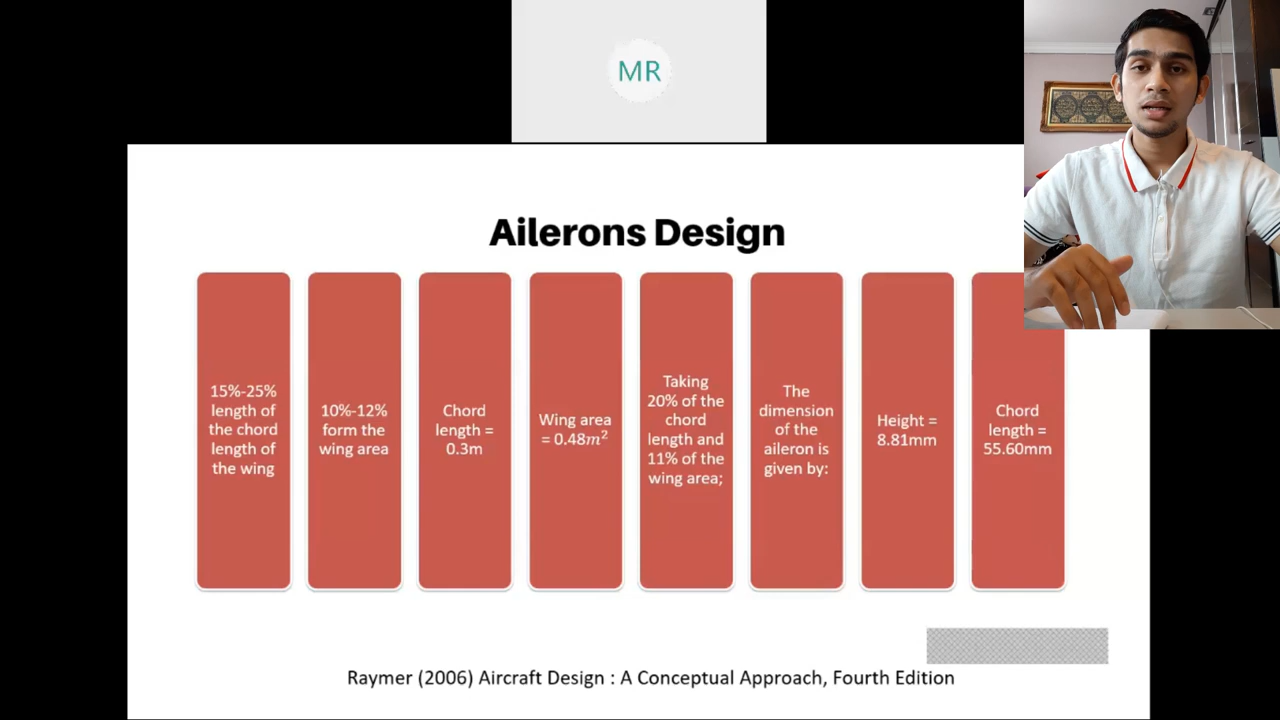 MR
Ailerons Design
15%-25%
length of
the chord
length of
the wing
10%-12%
form the
wing area
Chord
length =
0.3m
Wing area
= 0.48m²
Taking
20% of the
chord
length and
11% of the
wing area;
The
dimension
of the
aileron is
given by:
Height =
8.81mm
Chord
length =
55.60mm
Raymer (2006) Aircraft Design : A Conceptual Approach, Fourth Edition